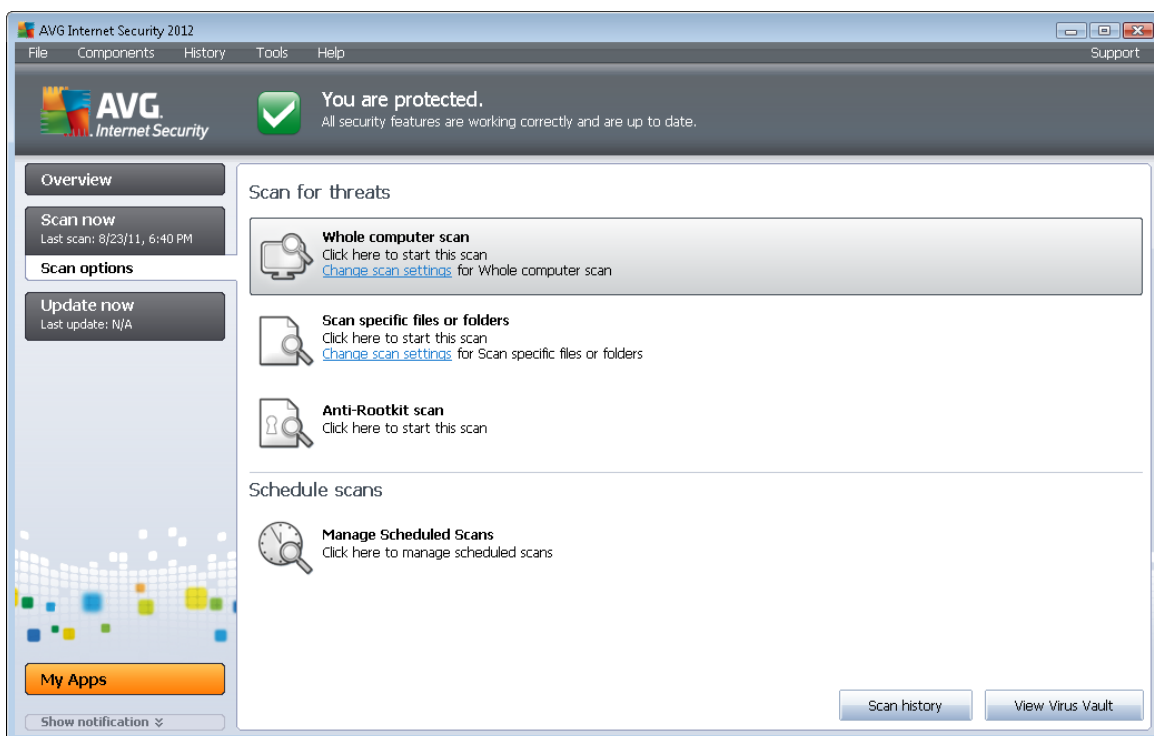 AVG Internet Security 2012
File Components History Tools Help Support
AVG.
Internet Security
You are protected.
All security features are working correctly and are up to date.
Overview
Scan now
Last scan: 8/23/11, 6:40 PM
Scan options
Update now
Last update: N/A
My Apps
Show notification
Scan for threats
Whole computer scan
Click here to start this scan
Change scan settings for Whole computer scan
Scan specific files or folders
Click here to start this scan
Change scan settings for Scan specific files or folders
Anti-Rootkit scan
Click here to start this scan
Schedule scans
Manage Scheduled Scans
Click here to manage scheduled scans
Scan history
View Virus Vault